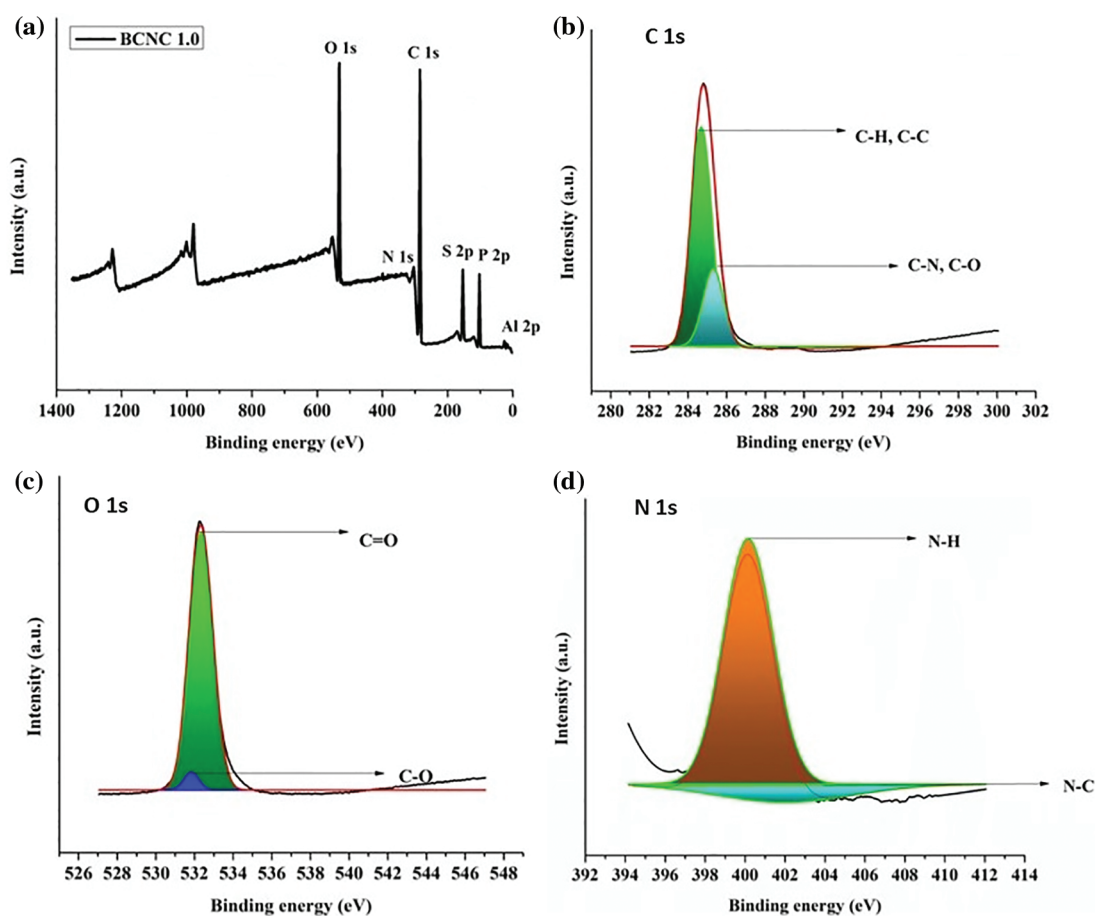 (a)
BCNC 1.0
O 1s
C 1s
N 1s
S 2p
P 2p
Al 2p
Intensity (a.u.)
1400 1200 1000 800 600 400 200 0
Binding energy (eV)
(b)
C 1s
C-H, C-C
C-N, C-O
Intensity (a.u.)
280 282 284 286 288 290 292 294 296 298 300 302
Binding energy (eV)
(c)
O 1s
C=O
C-O
Intensity (a.u.)
526 528 530 532 534 536 538 540 542 544 546 548
Binding energy (eV)
(d)
N 1s
N-H
N-C
Intensity (a.u.)
392 394 396 398 400 402 404 406 408 410 412 414
Binding energy (eV)